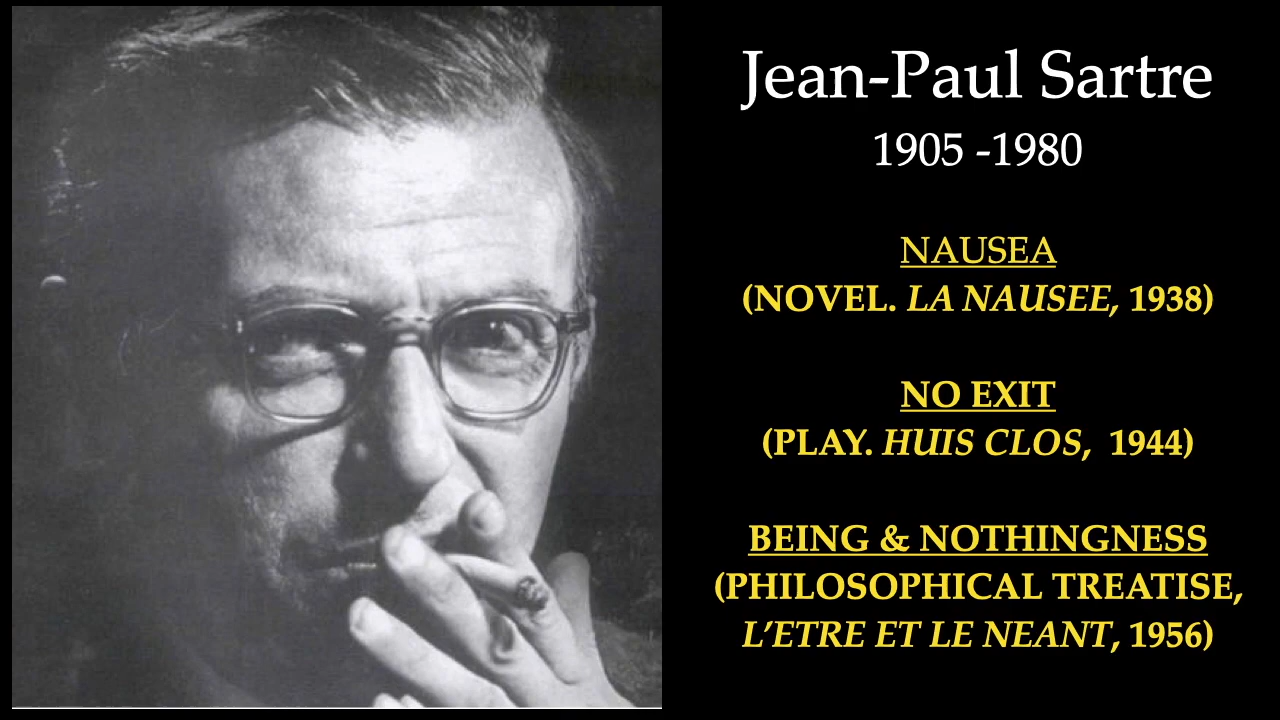 Jean-Paul Sartre
1905 -1980
NAUSEA
(NOVEL. LA NAUSEE, 1938)
NO EXIT
(PLAY. HUIS CLOS, 1944)
BEING & NOTHINGNESS
(PHILOSOPHICAL TREATISE,
L'ETRE ET LE NEANT, 1956)